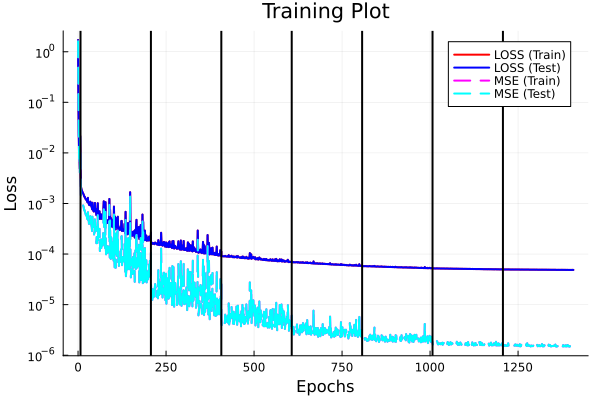 Training Plot
LOSS (Train)
LOSS (Test)
MSE (Train)
MSE (Test)
Loss
10⁰
10⁻¹
10⁻²
10⁻³
10⁻⁴
10⁻⁵
10⁻⁶
0 250 500 750 1000 1250
Epochs